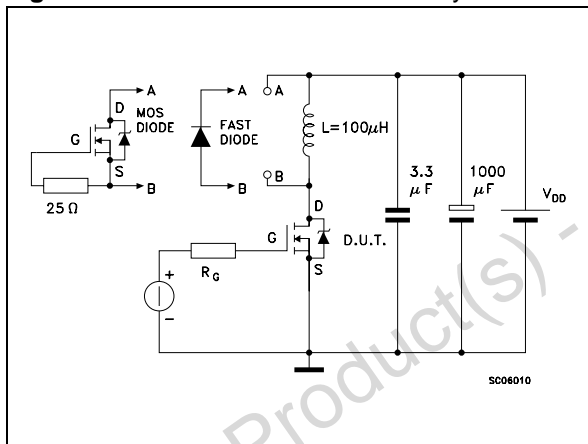 A
D
MOS
DIODE
G
S
B
25 Ω
A
FAST
DIODE
B
A
B
L=100μH
D
G
S
D.U.T.
RG
+
-
3.3
μF
1000
μF
VDD
SC06010
Product(s) -